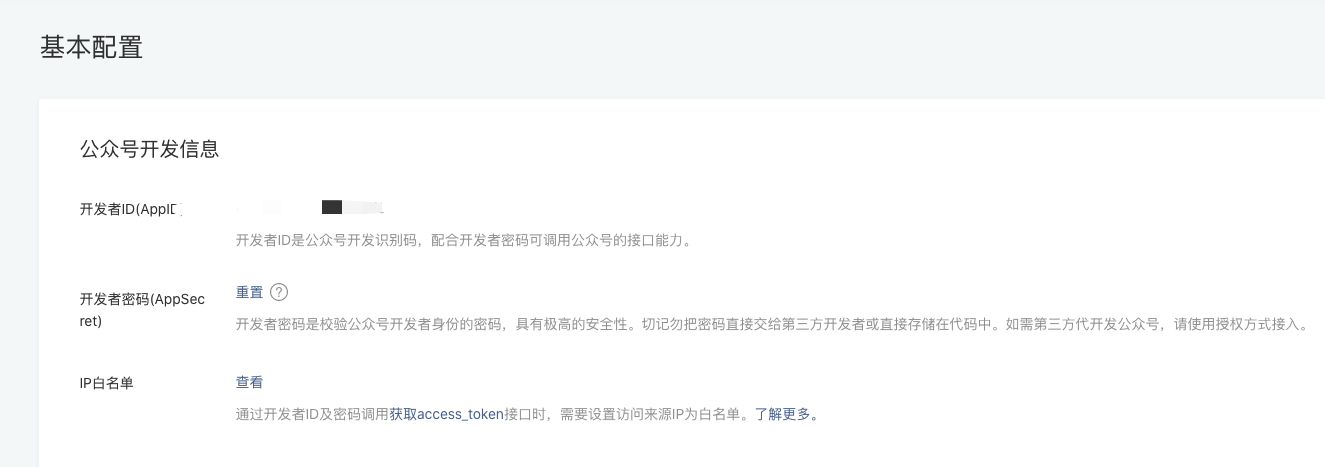 基本配置
公众号开发信息
开发者ID(AppID)
开发者ID是公众号开发识别码，配合开发者密码可调用公众号的接口能力。
开发者密码(AppSec
ret)
重置 ?
开发者密码是校验公众号开发者身份的密码，具有极高的安全性。切记勿把密码直接交给第三方开发者或直接存储在代码中。如需第三方代开发公众号，请使用授权方式接入。
IP白名单
查看
通过开发者ID及密码调用获取access_token接口时，需要设置访问来源IP为白名单。了解更多。